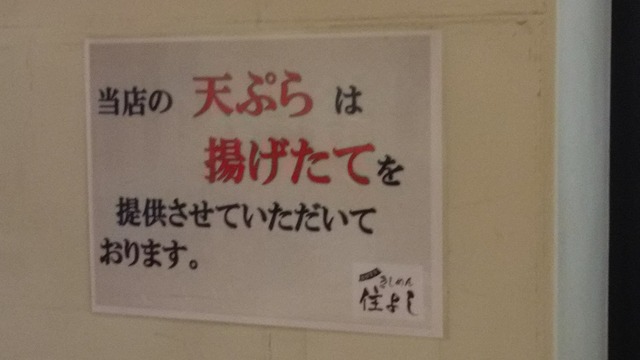 当店の 天ぷら は
揚げたてを
提供させていただいて
おります。
きしめん
住よし